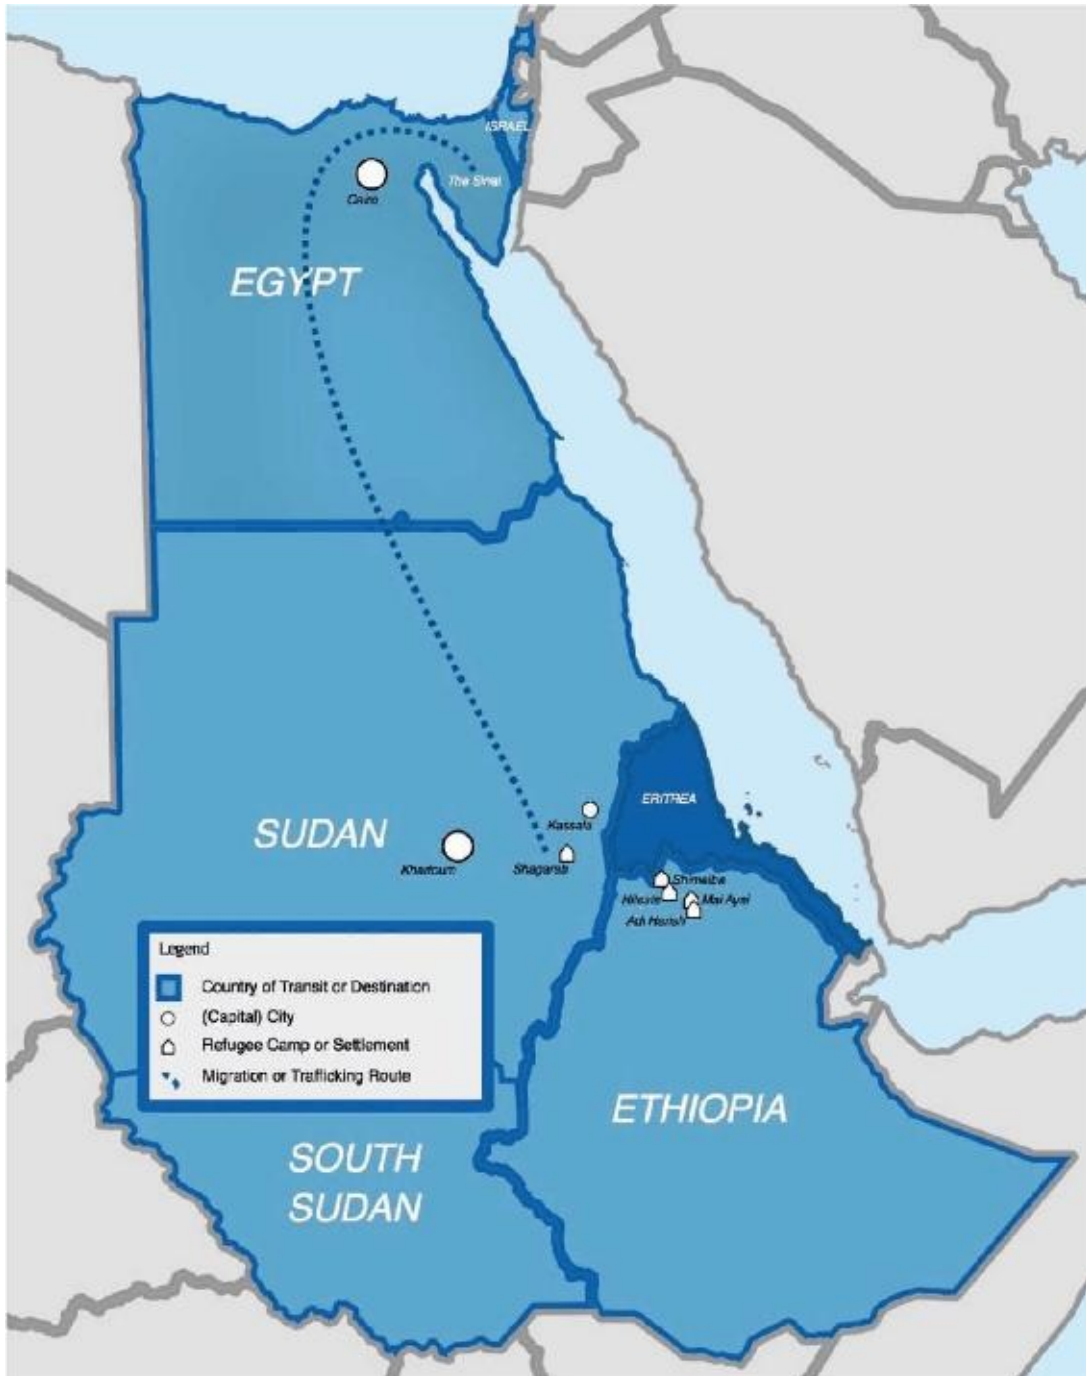 ISRAEL
The Sinai
Cairo
EGYPT
ERITREA
Kassala
SUDAN
Khartoum
Shagarab
Shimelba
Hitsats
Mai Ayni
Adi Harush
Legend
Country of Transit or Destination
(Capital) City
Refugee Camp or Settlement
Migration or Trafficking Route
ETHIOPIA
SOUTH
SUDAN